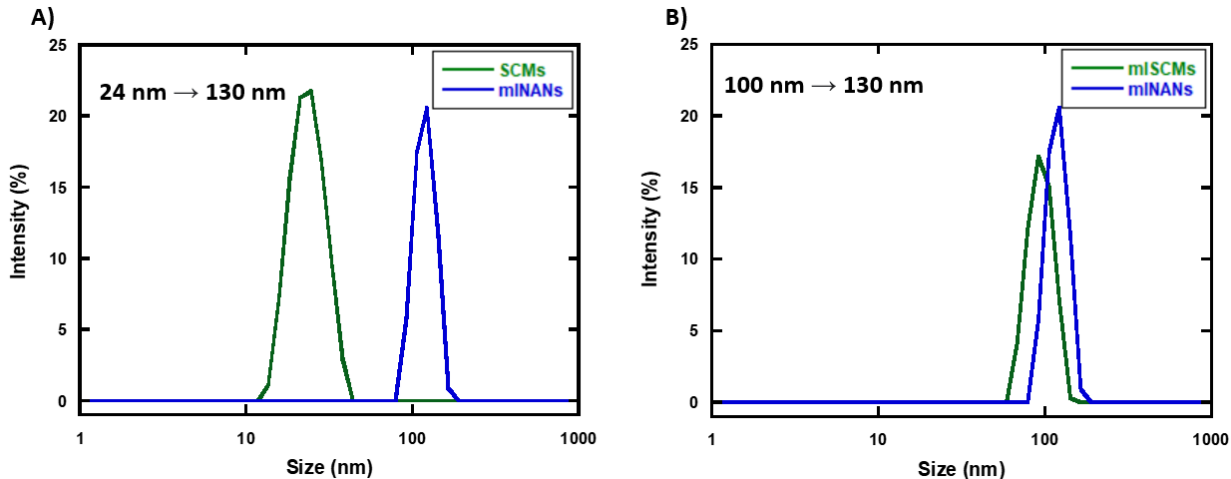 A)
24 nm → 130 nm
SCMs
mINANs
25
20
15
10
5
0
Intensity (%)
1
10
100
1000
Size (nm)
B)
100 nm → 130 nm
mISCMs
mINANs
25
20
15
10
5
0
Intensity (%)
1
10
100
1000
Size (nm)